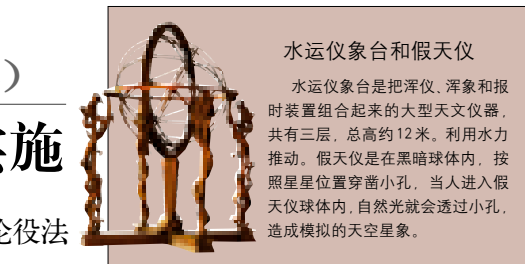 ）
施
役法
水运仪象台和假天仪
水运仪象台是把浑仪、浑象和报
时装置组合起来的大型天文仪器，
共有三层，总高约12米。利用水力
推动。假天仪是在黑暗球体内，按
照星星位置穿凿小孔，当人进入假
天仪球体内，自然光就会透过小孔，
造成模拟的天空星象。